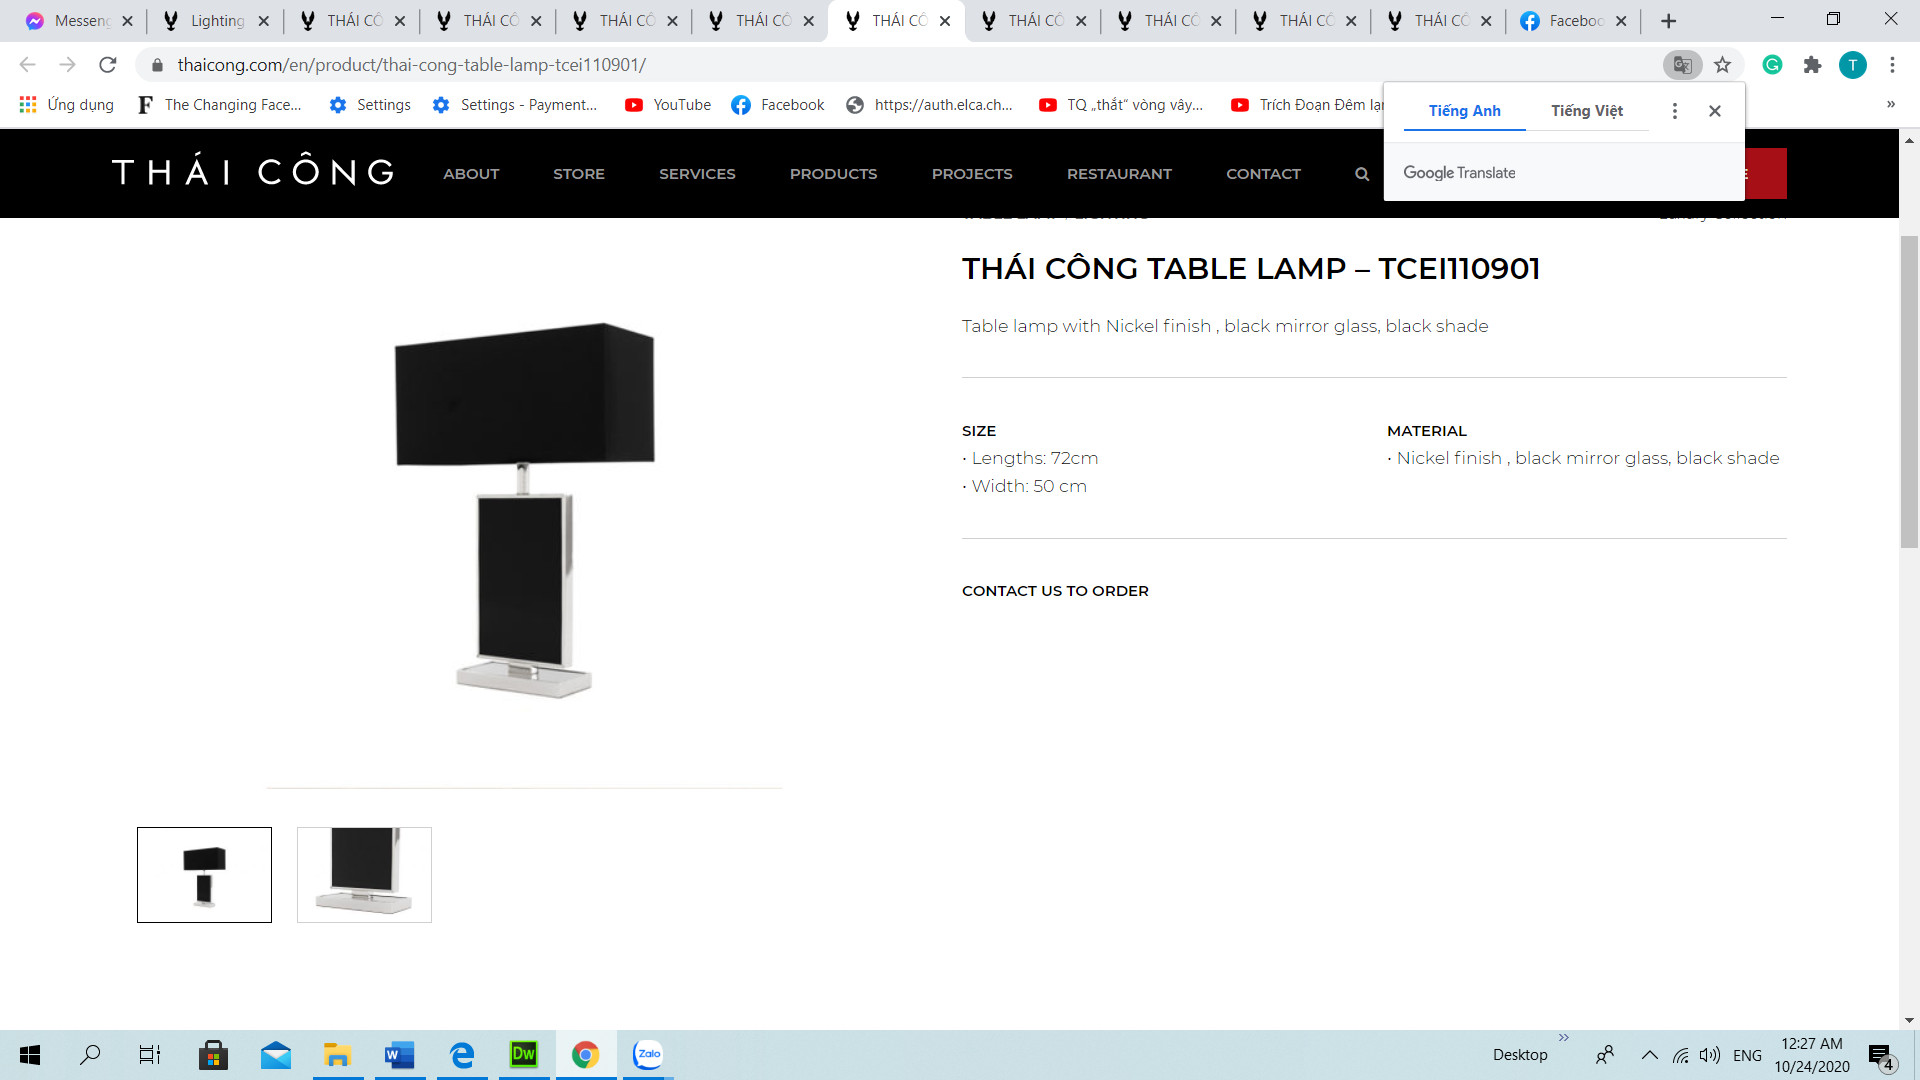 Messeng
Lighting
THÁI CÔ
THÁI CÔ
THÁI CÔ
THÁI CÔ
THÁI CÔ
THÁI CÔ
THÁI CÔ
THÁI CÔ
THÁI CÔ
Faceboo
thaicong.com/en/product/thai-cong-table-lamp-tcei110901/
T
Ứng dụng
The Changing Face...
Settings
Settings - Payment...
YouTube
Facebook
https://auth.elca.ch...
TQ „thắt" vòng vây...
Trích Đoạn Đêm lạn
»
Tiếng Anh
Tiếng Việt
Google Translate
THÁI CÔNG
ABOUT
STORE
SERVICES
PRODUCTS
PROJECTS
RESTAURANT
CONTACT
THÁI CÔNG TABLE LAMP – TCEI110901
Table lamp with Nickel finish , black mirror glass, black shade
SIZE
• Lengths: 72cm
• Width: 50 cm
MATERIAL
• Nickel finish , black mirror glass, black shade
CONTACT US TO ORDER
Dw
Zalo
Desktop
»
ENG
12:27 AM
10/24/2020
4